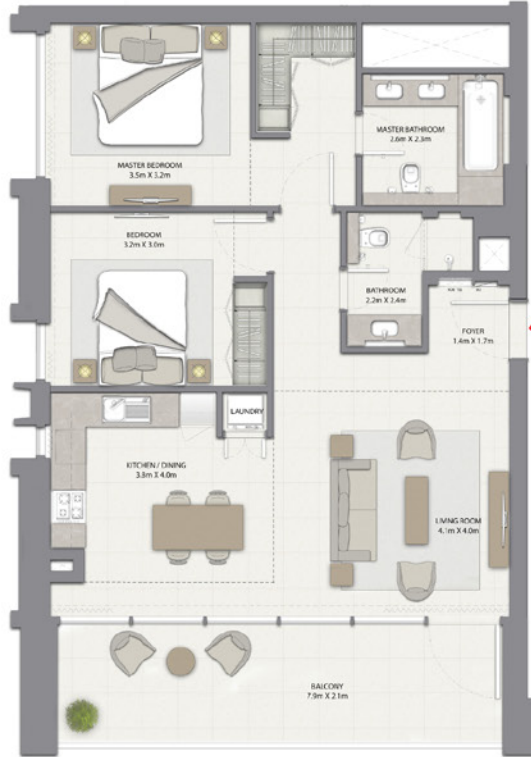 MASTER BEDROOM
3.5m X 3.2m
MASTER BATHROOM
2.6m X 2.3m
BEDROOM
3.2m X 3.0m
BATHROOM
2.2m X 2.4m
FOYER
1.4m X 1.7m
LAUNDRY
KITCHEN / DINING
3.8m X 4.0m
LIVING ROOM
4.1m X 4.0m
BALCONY
7.9m X 2.1m